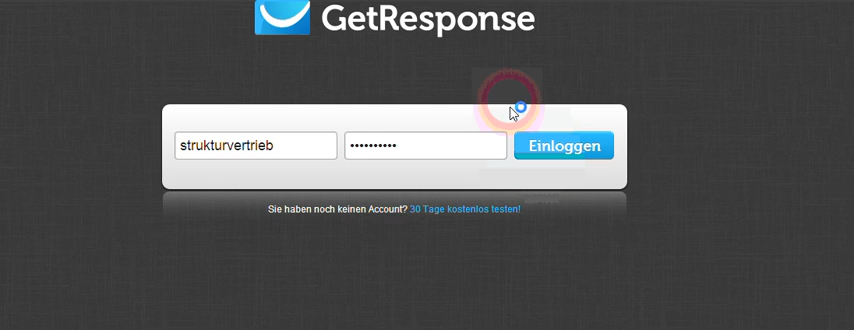 GetResponse
strukturvertrieb
••••••••••
Einloggen
Sie haben noch keinen Account? 30 Tage kostenlos testen!